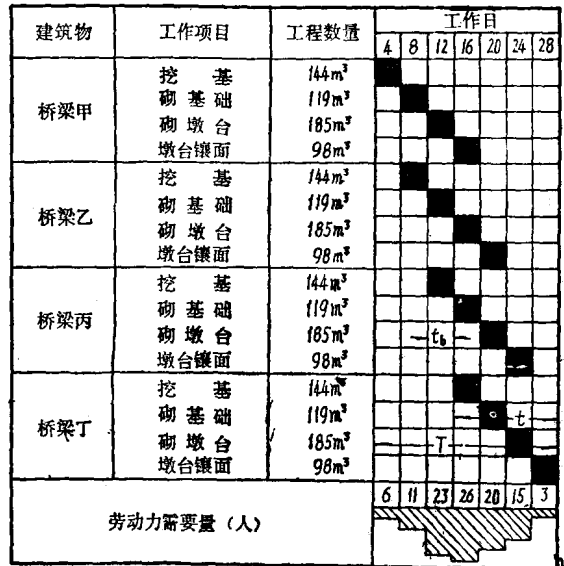 建筑物 工作项目 工程数量 工作日
4 8 12 16 20 24 28
桥梁甲
挖基 144m³
砌基础 119m³
砌墩台 185m³
墩台镶面 98m³
桥梁乙
挖基 144m³
砌基础 119m³
砌墩台 185m³
墩台镶面 98m³
桥梁丙
挖基 144m³
砌基础 119m³
砌墩台 185m³ t_b
墩台镶面 98m³
桥梁丁
挖基 144m³
砌基础 119m³ t
砌墩台 185m³ T
墩台镶面 98m³
劳动力需要量（人） 6 11 23 26 20 15 3